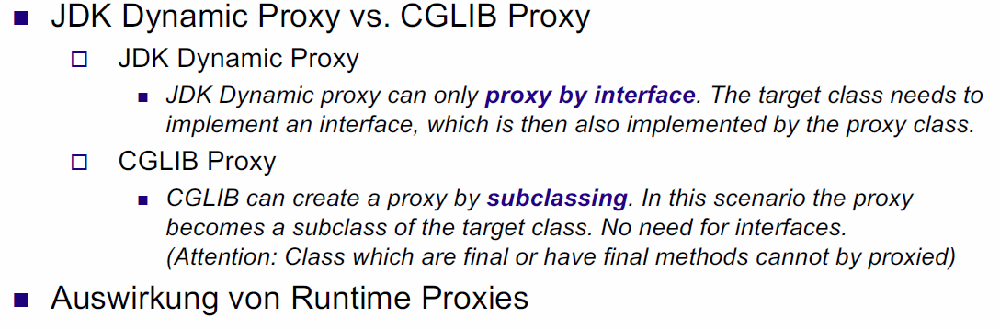 JDK Dynamic Proxy vs. CGLIB Proxy
JDK Dynamic Proxy
JDK Dynamic proxy can only proxy by interface. The target class needs to
implement an interface, which is then also implemented by the proxy class.
CGLIB Proxy
CGLIB can create a proxy by subclassing. In this scenario the proxy
becomes a subclass of the target class. No need for interfaces.
(Attention: Class which are final or have final methods cannot by proxied)
Auswirkung von Runtime Proxies